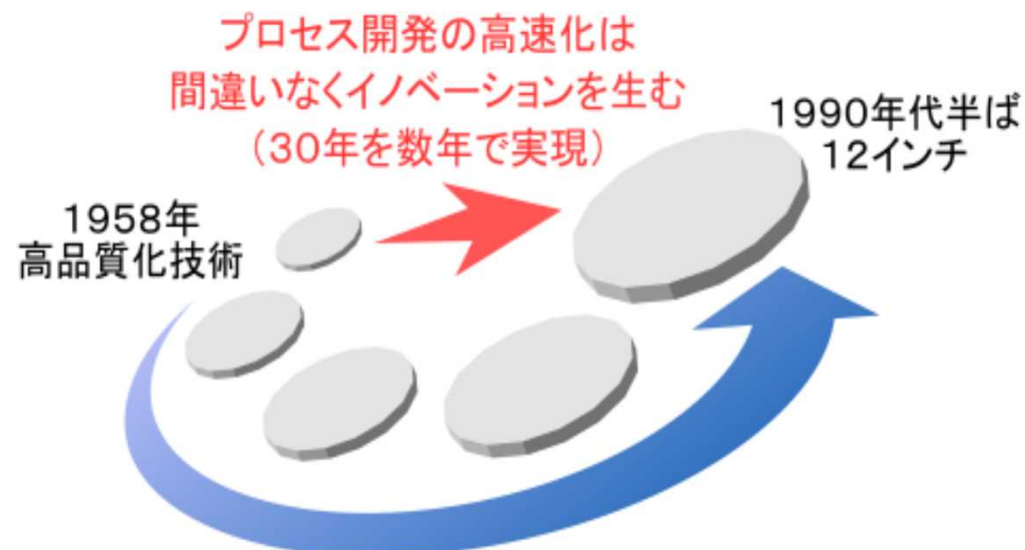 プロセス開発の高速化は
間違いなくイノベーションを生む
（30年を数年で実現）
1990年代半ば
12インチ
1958年
高品質化技術